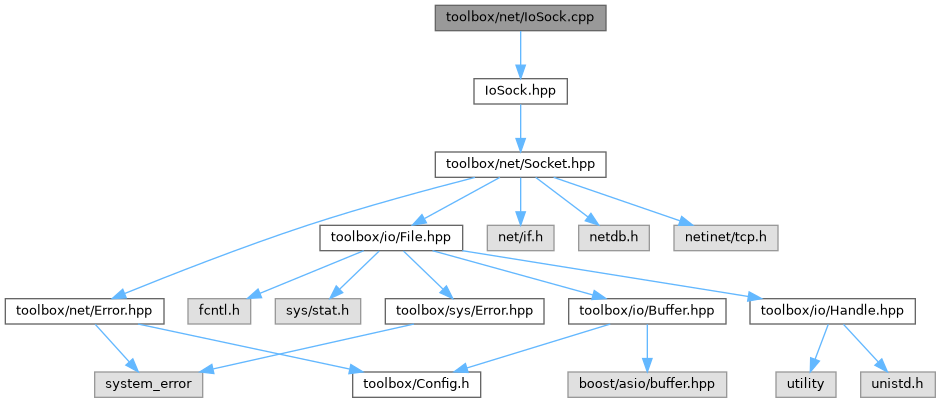 toolbox/net/IoSock.cpp
IoSock.hpp
toolbox/net/Socket.hpp
toolbox/io/File.hpp
net/if.h
netdb.h
netinet/tcp.h
toolbox/net/Error.hpp
fcntl.h
sys/stat.h
toolbox/sys/Error.hpp
toolbox/io/Buffer.hpp
toolbox/io/Handle.hpp
system_error
toolbox/Config.h
boost/asio/buffer.hpp
utility
unistd.h